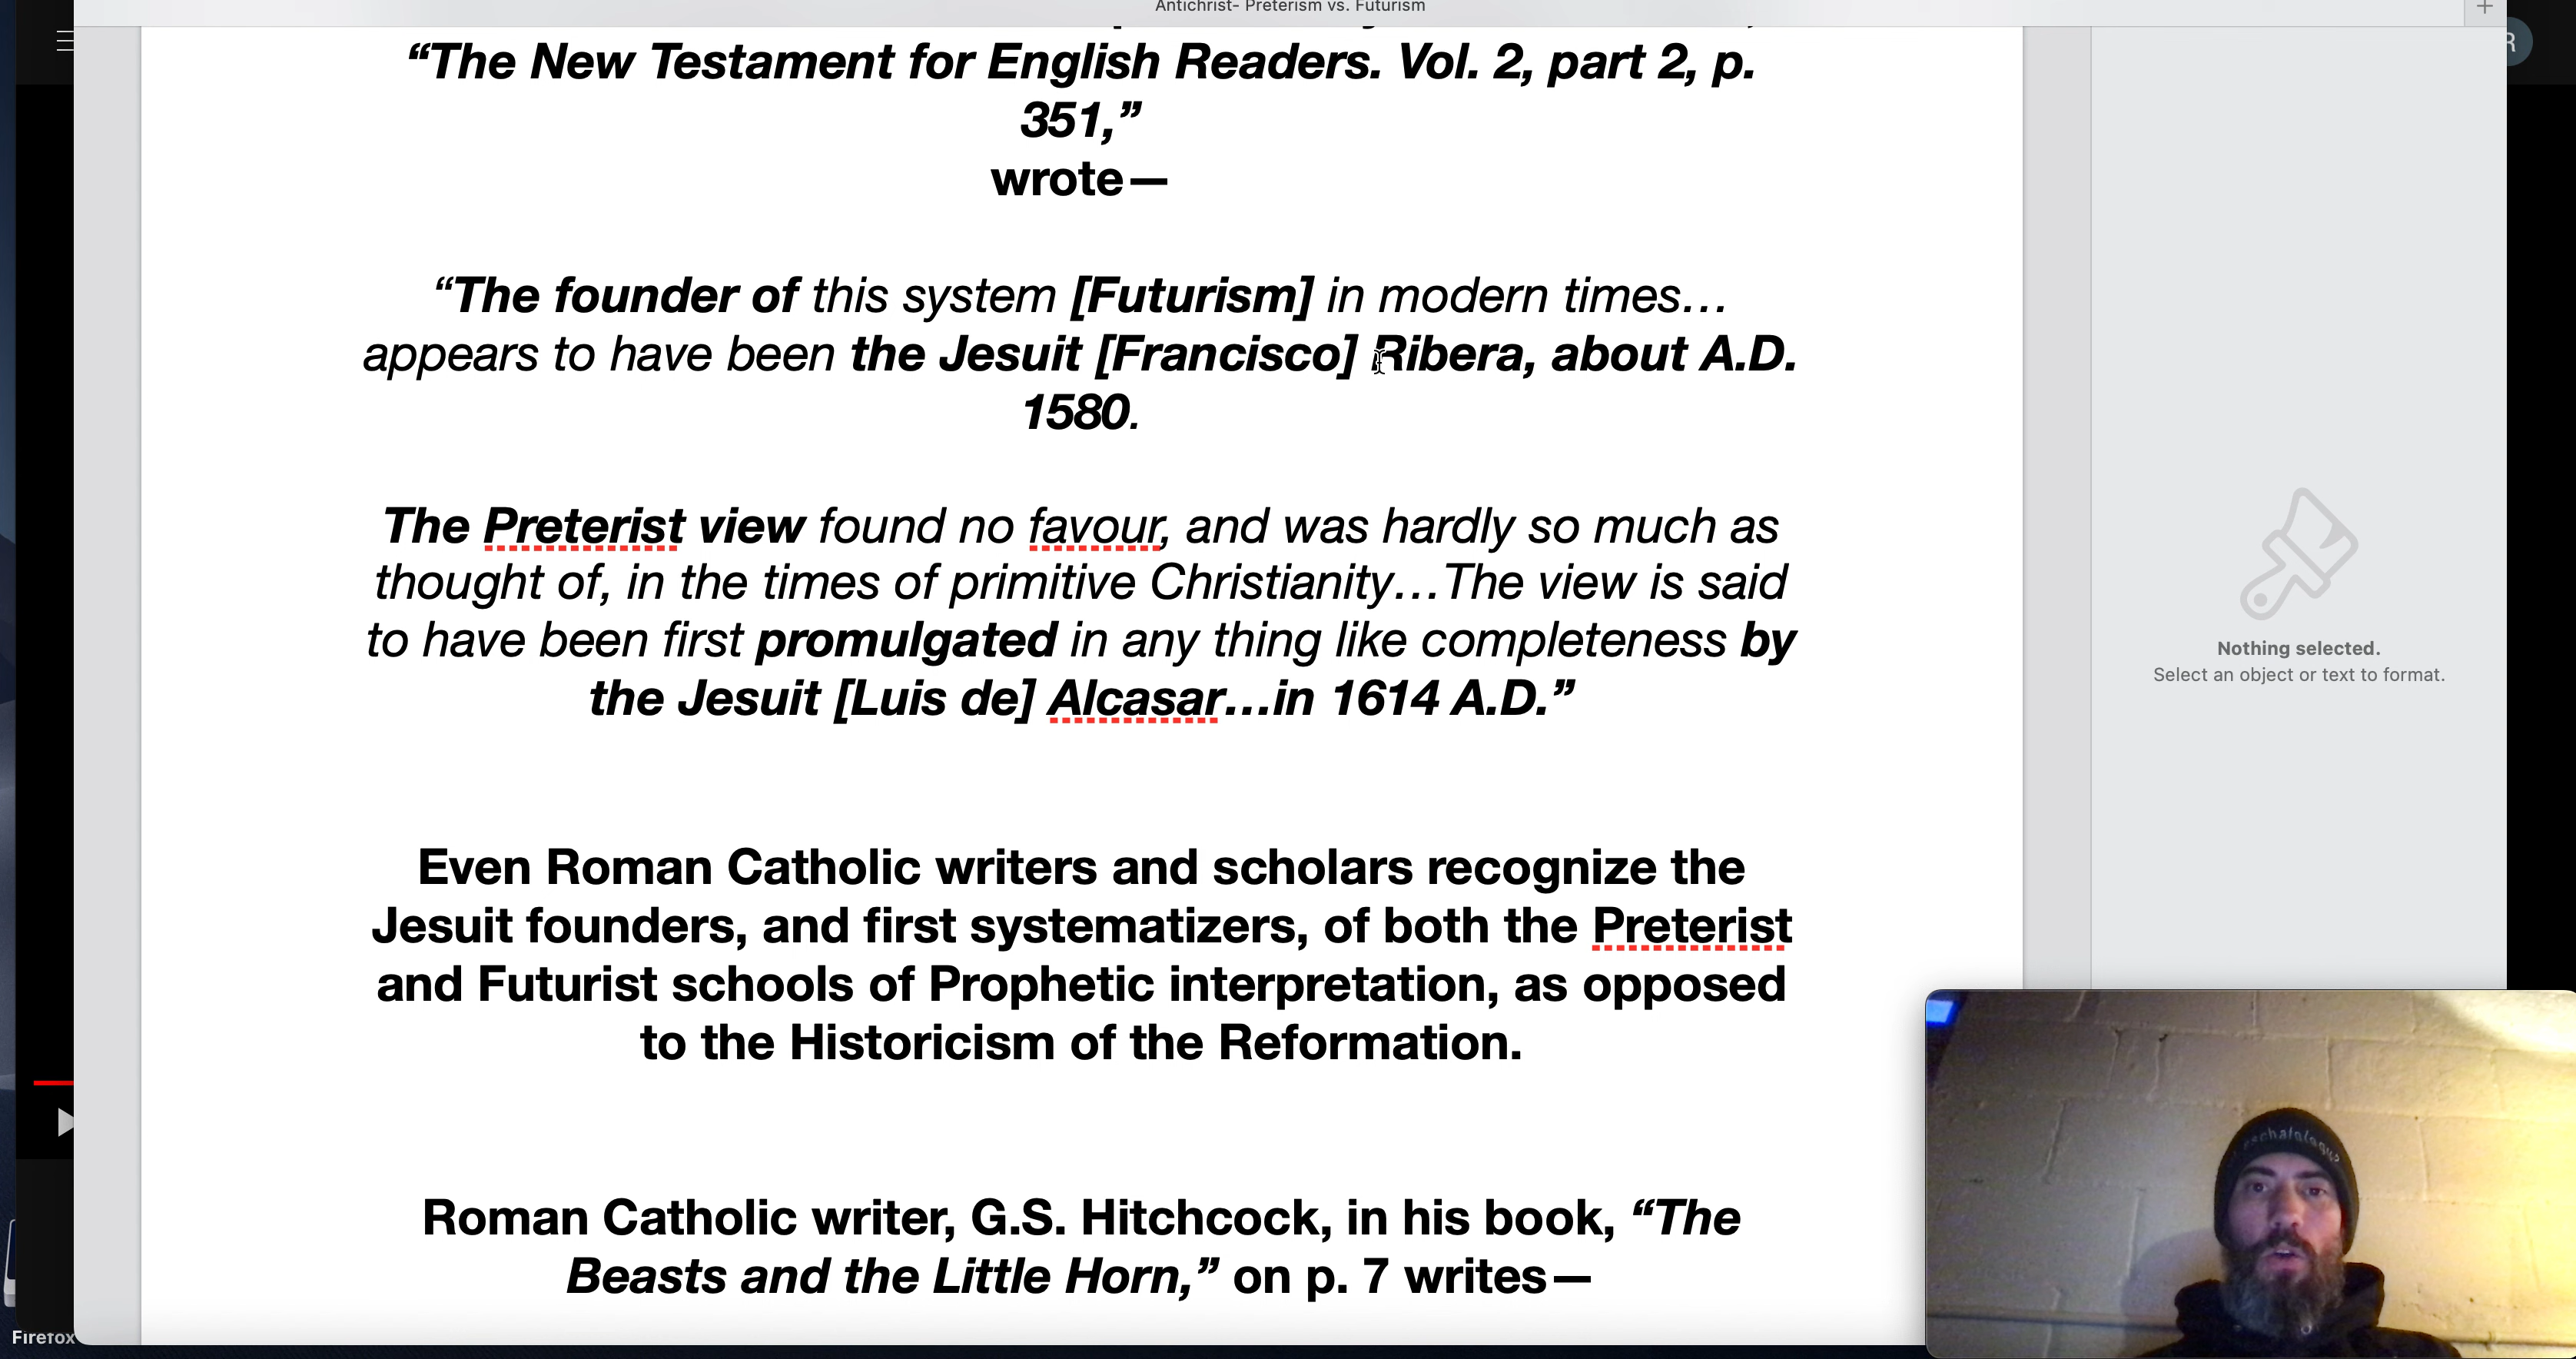 Antichrist- Preterism vs. Futurism
“The New Testament for English Readers. Vol. 2, part 2, p.
351,”
wrote—
“The founder of this system [Futurism] in modern times…
appears to have been the Jesuit [Francisco] Ribera, about A.D.
1580.
The Preterist view found no favour, and was hardly so much as
thought of, in the times of primitive Christianity…The view is said
to have been first promulgated in any thing like completeness by
the Jesuit [Luis de] Alcasar…in 1614 A.D.”
Even Roman Catholic writers and scholars recognize the
Jesuit founders, and first systematizers, of both the Preterist
and Futurist schools of Prophetic interpretation, as opposed
to the Historicism of the Reformation.
Roman Catholic writer, G.S. Hitchcock, in his book, “The
Beasts and the Little Horn,” on p. 7 writes—
Nothing selected.
Select an object or text to format.
R
Firefox